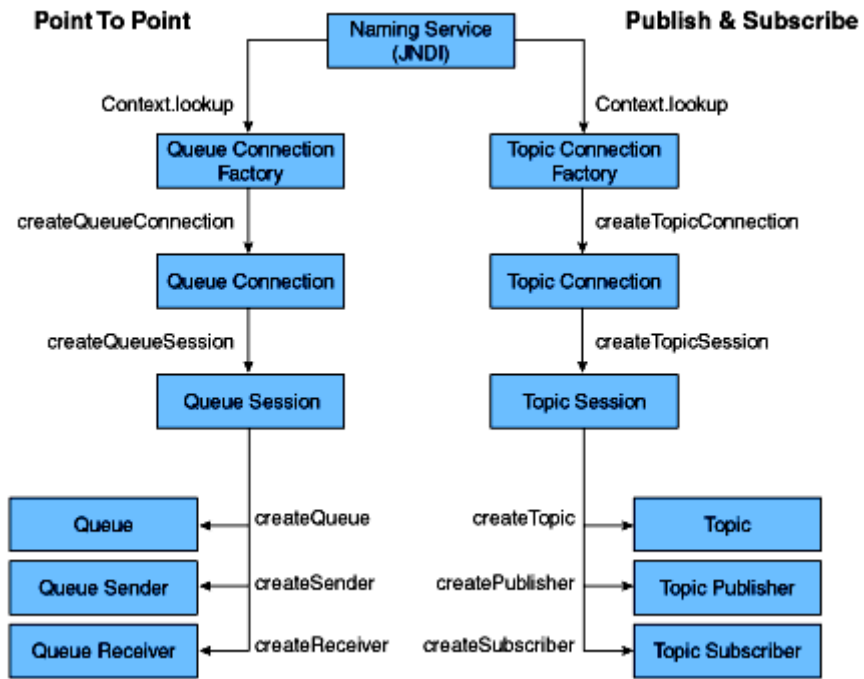 Point To Point
Naming Service
(JNDI)
Publish & Subscribe
Context.lookup
Context.lookup
Queue Connection
Factory
Topic Connection
Factory
createQueueConnection
createTopicConnection
Queue Connection
Topic Connection
createQueueSession
createTopicSession
Queue Session
Topic Session
Queue
createQueue
createTopic
Topic
Queue Sender
createSender
createPublisher
Topic Publisher
Queue Receiver
createReceiver
createSubscriber
Topic Subscriber